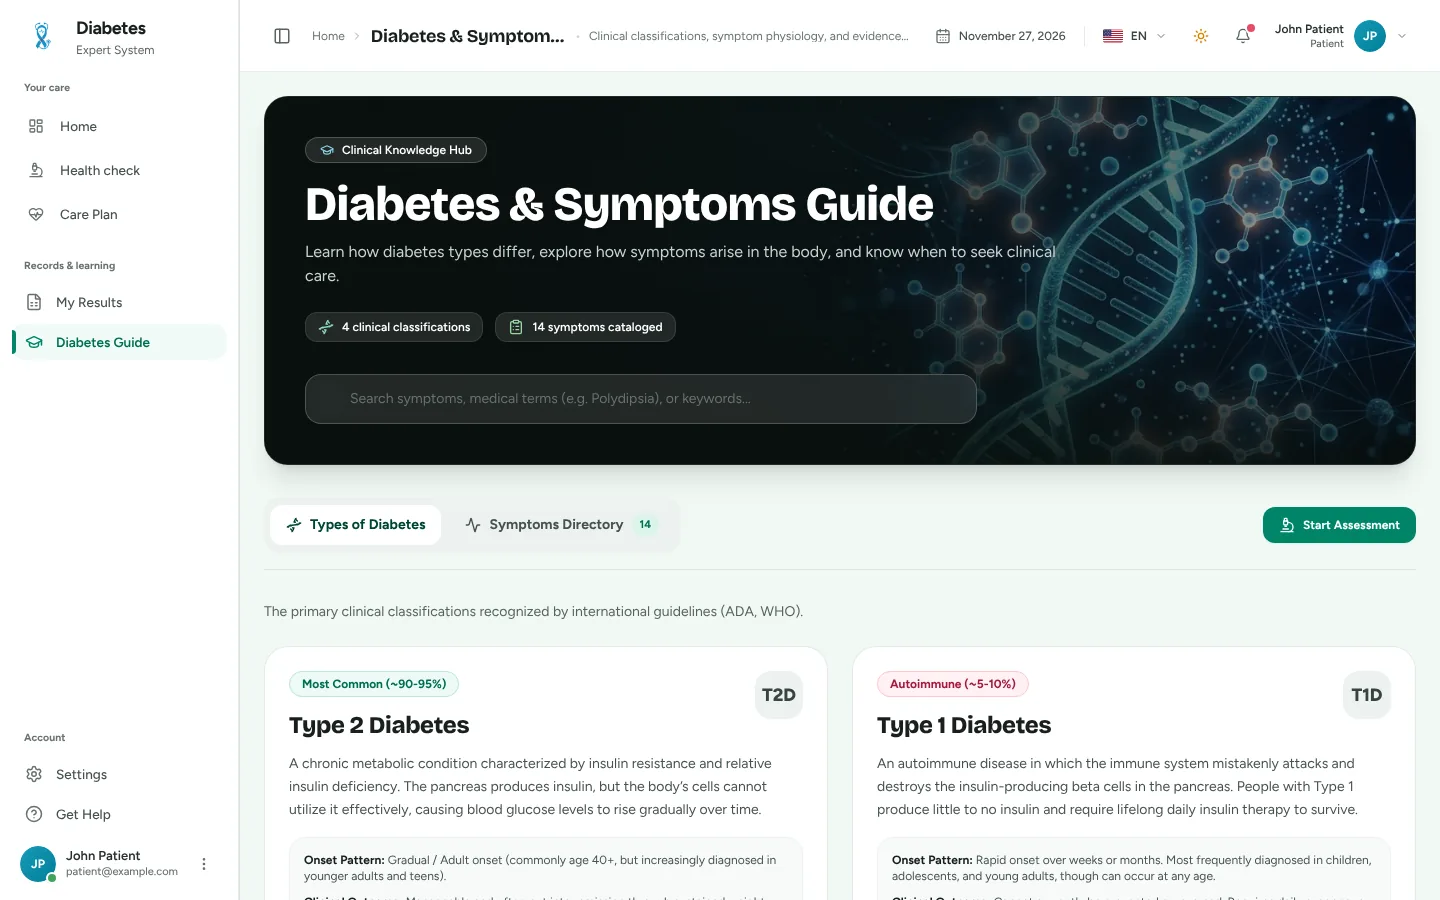 Diabetes
Expert System
Your care
Home
Health check
Care Plan
Records & learning
My Results
Diabetes Guide
Account
Settings
Get Help
JP
John Patient
patient@example.com
Home
Diabetes & Symptom...
Clinical classifications, symptom physiology, and evidence...
November 27, 2026
EN
John Patient
Patient
JP
Clinical Knowledge Hub
Diabetes & Symptoms Guide
Learn how diabetes types differ, explore how symptoms arise in the body, and know when to seek clinical
care.
4 clinical classifications
14 symptoms cataloged
Search symptoms, medical terms (e.g. Polydipsia), or keywords...
Types of Diabetes
Symptoms Directory 14
Start Assessment
The primary clinical classifications recognized by international guidelines (ADA, WHO).
Most Common (~90-95%)
T2D
Type 2 Diabetes
A chronic metabolic condition characterized by insulin resistance and relative
insulin deficiency. The pancreas produces insulin, but the body's cells cannot
utilize it effectively, causing blood glucose levels to rise gradually over time.
Onset Pattern: Gradual / Adult onset (commonly age 40+, but increasingly diagnosed in
younger adults and teens).
Autoimmune (~5-10%)
T1D
Type 1 Diabetes
An autoimmune disease in which the immune system mistakenly attacks and
destroys the insulin-producing beta cells in the pancreas. People with Type 1
produce little to no insulin and require lifelong daily insulin therapy to survive.
Onset Pattern: Rapid onset over weeks or months. Most frequently diagnosed in children,
adolescents, and young adults, though can occur at any age.